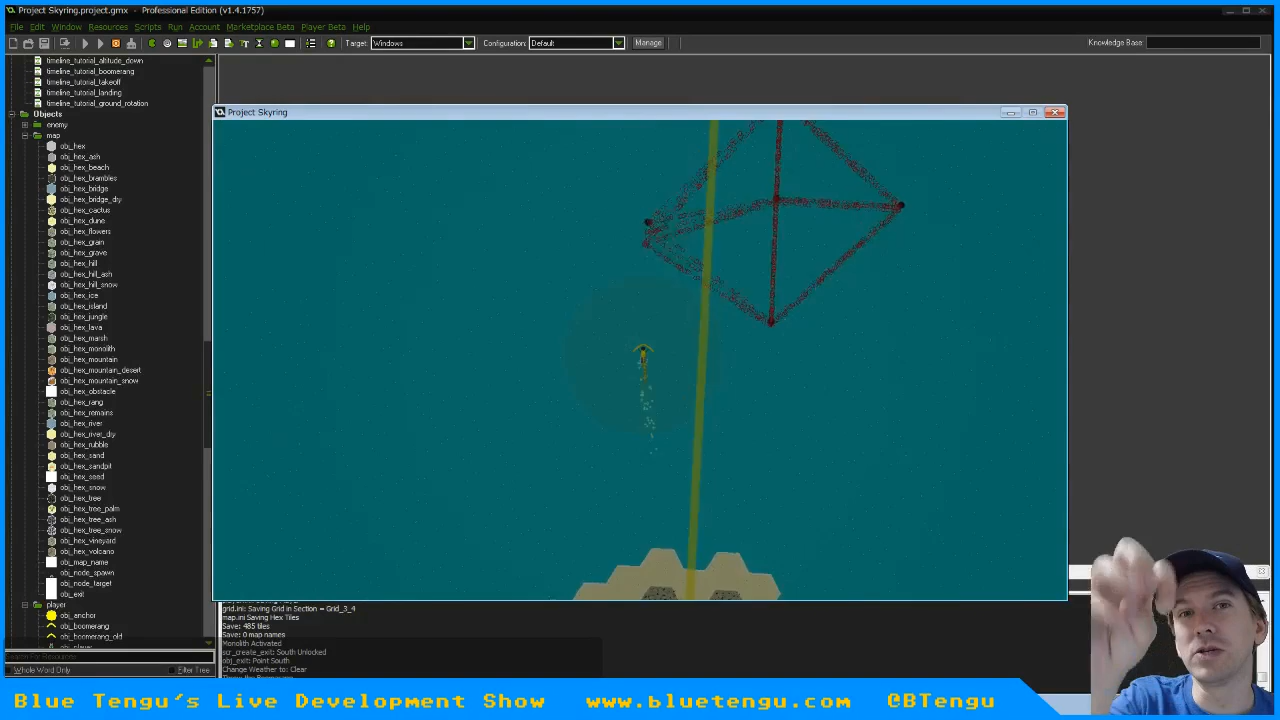 Project Skyring.project.gmx - Professional Edition (v1.4.1757)
File Edit Window Resources Scripts Run Account Marketplace Beta Player Beta Help
Target: Windows Configuration: Default Manage Knowledge Base:
timeline_tutorial_altitude_down
timeline_tutorial_boomerang
timeline_tutorial_takeoff
timeline_tutorial_landing
timeline_tutorial_ground_rotation
Objects
enemy
map
obj_hex
obj_hex_ash
obj_hex_beach
obj_hex_brambles
obj_hex_bridge
obj_hex_bridge_dry
obj_hex_cactus
obj_hex_dune
obj_hex_flowers
obj_hex_grain
obj_hex_grave
obj_hex_hill
obj_hex_hill_ash
obj_hex_hill_snow
obj_hex_ice
obj_hex_island
obj_hex_jungle
obj_hex_lava
obj_hex_marsh
obj_hex_monolith
obj_hex_mountain
obj_hex_mountain_desert
obj_hex_mountain_snow
obj_hex_obstacle
obj_hex_rang
obj_hex_remains
obj_hex_river
obj_hex_river_dry
obj_hex_rubble
obj_hex_sand
obj_hex_sandpit
obj_hex_seed
obj_hex_snow
obj_hex_tree
obj_hex_tree_palm
obj_hex_tree_ash
obj_hex_tree_snow
obj_hex_vineyard
obj_hex_volcano
obj_map_name
obj_node_spawn
obj_node_target
obj_exit
player
obj_anchor
obj_boomerang
obj_boomerang_old
Search for Resources
Whole Word Only Filter Tree
Project Skyring
grid.ini: Saving Grid in Section = Grid_3_4
map.ini Saving Hex Tiles
Save: 485 tiles
Save: 0 map names
Monolith Activated
scr_create_exit: South Unlocked
obj_exit: Point South
Change Weather to: Clear
Blue Tengu's Live Development Show www.bluetengu.com @BTengu